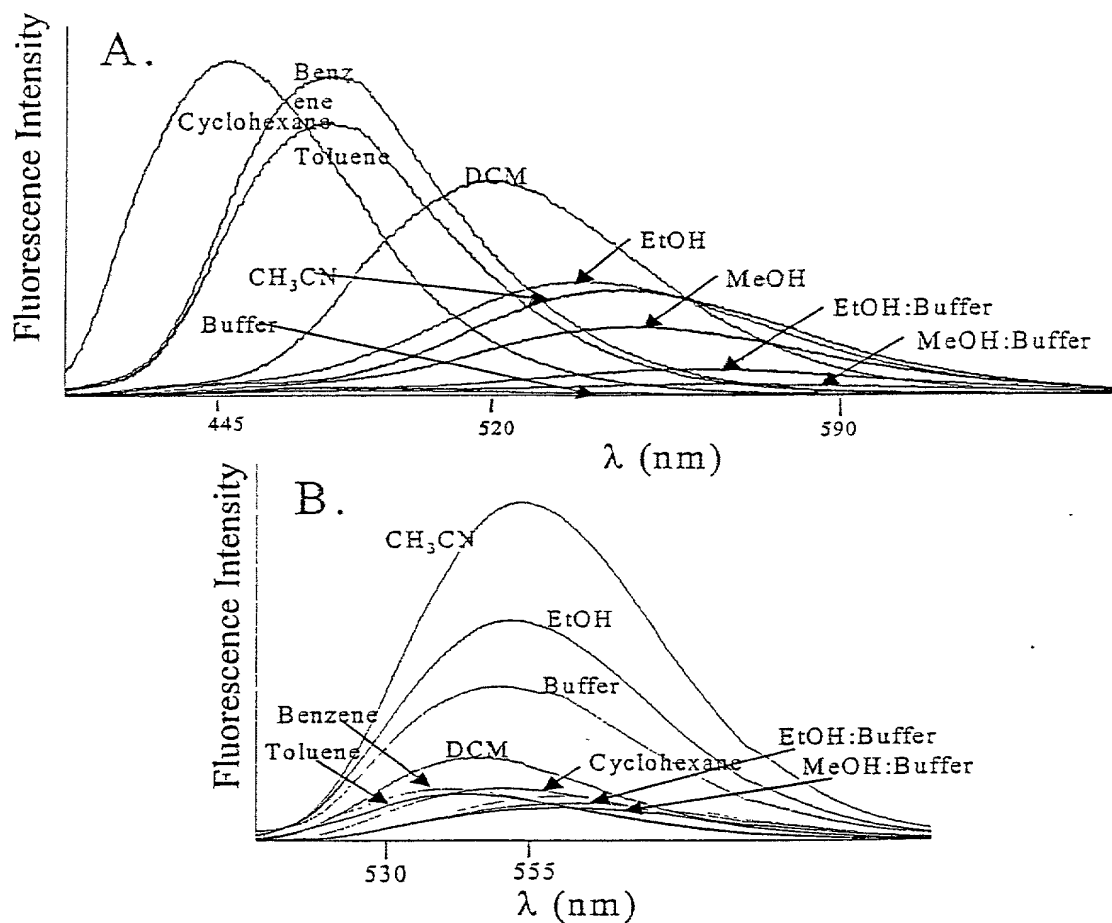 A.
Fluorescence Intensity
Benz
ene
Cyclohexane
Toluene
DCM
EtOH
CH₃CN
MeOH
EtOH:Buffer
Buffer
MeOH:Buffer
445
520
590
λ (nm)
B.
Fluorescence Intensity
CH₃CN
EtOH
Buffer
Benzene
EtOH:Buffer
Toluene
DCM
Cyclohexane
MeOH:Buffer
530
555
λ (nm)